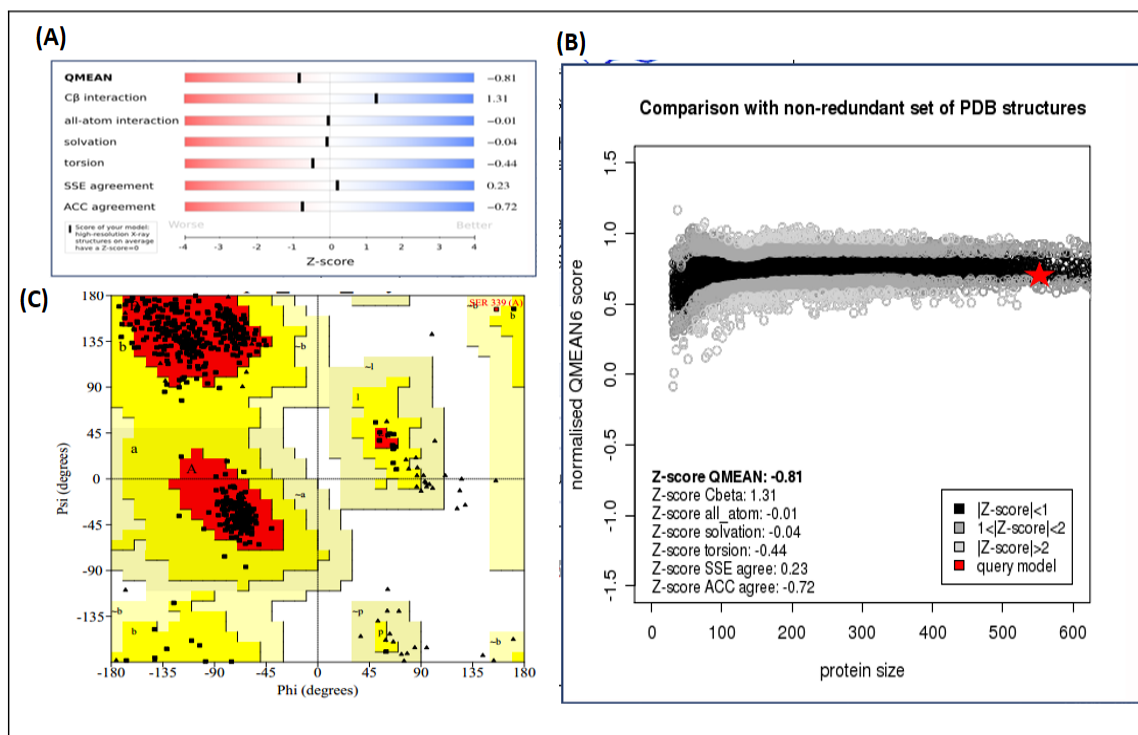 (A)
QMEAN -0.81
Cβ interaction 1.31
all-atom interaction -0.01
solvation -0.04
torsion -0.44
SSE agreement 0.23
ACC agreement -0.72
Worse Better
Score of your model:
high-resolution X-ray
structures on average
have a Z-score=0
-4 -3 -2 -1 0 1 2 3 4
Z-score
(B)
Comparison with non-redundant set of PDB structures
normalised QMEAN6 score
1.5
1.0
0.5
0.0
-0.5
-1.0
-1.5
Z-score QMEAN: -0.81
Z-score Cbeta: 1.31
Z-score all_atom: -0.01
Z-score solvation: -0.04
Z-score torsion: -0.44
Z-score SSE agree: 0.23
Z-score ACC agree: -0.72
|Z-score|<1
1<|Z-score|<2
|Z-score|>2
query model
0 100 200 300 400 500 600
protein size
(C)
SER 339 (A)
180
135
90
45
0
-45
-90
-135
-180
Psi (degrees)
b
~b
~b
b
~l
l
a
A
~a
~b
b
~p
p
~b
-180 -135 -90 -45 0 45 90 135 180
Phi (degrees)